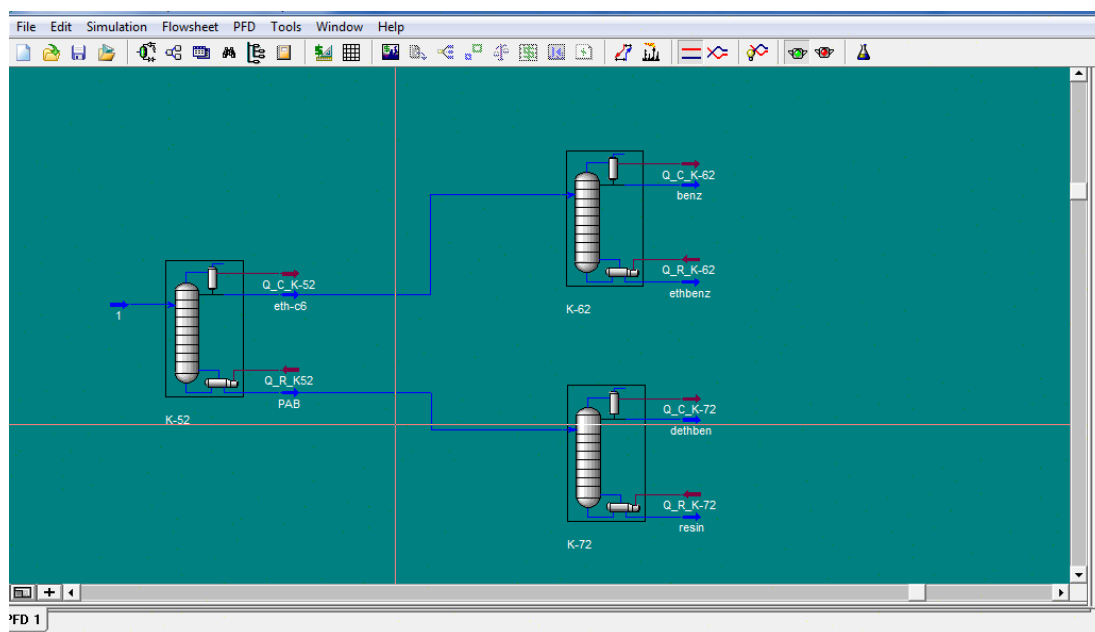 File Edit Simulation Flowsheet PFD Tools Window Help
Q_C_K-62
benz
Q_R_K-62
ethbenz
K-62
1
Q_C_K-52
eth-c6
Q_R_K52
PAB
K-52
Q_C_K-72
dethben
Q_R_K-72
resin
K-72
PFD 1